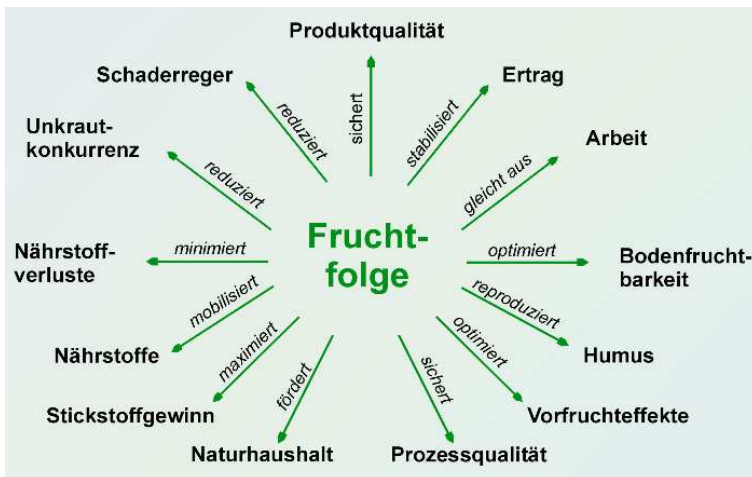 Produktqualität
Schaderreger
Ertrag
sichert
reduziert
stabilisiert
Unkraut-
konkurrenz
Arbeit
reduziert
gleicht aus
Frucht-
folge
Nährstoff-
verluste
minimiert
optimiert
Bodenfrucht-
barkeit
mobilisiert
reproduziert
Nährstoffe
maximiert
optimiert
Humus
fördert
sichert
Stickstoffgewinn
Vorfruchteffekte
Naturhaushalt
Prozessqualität